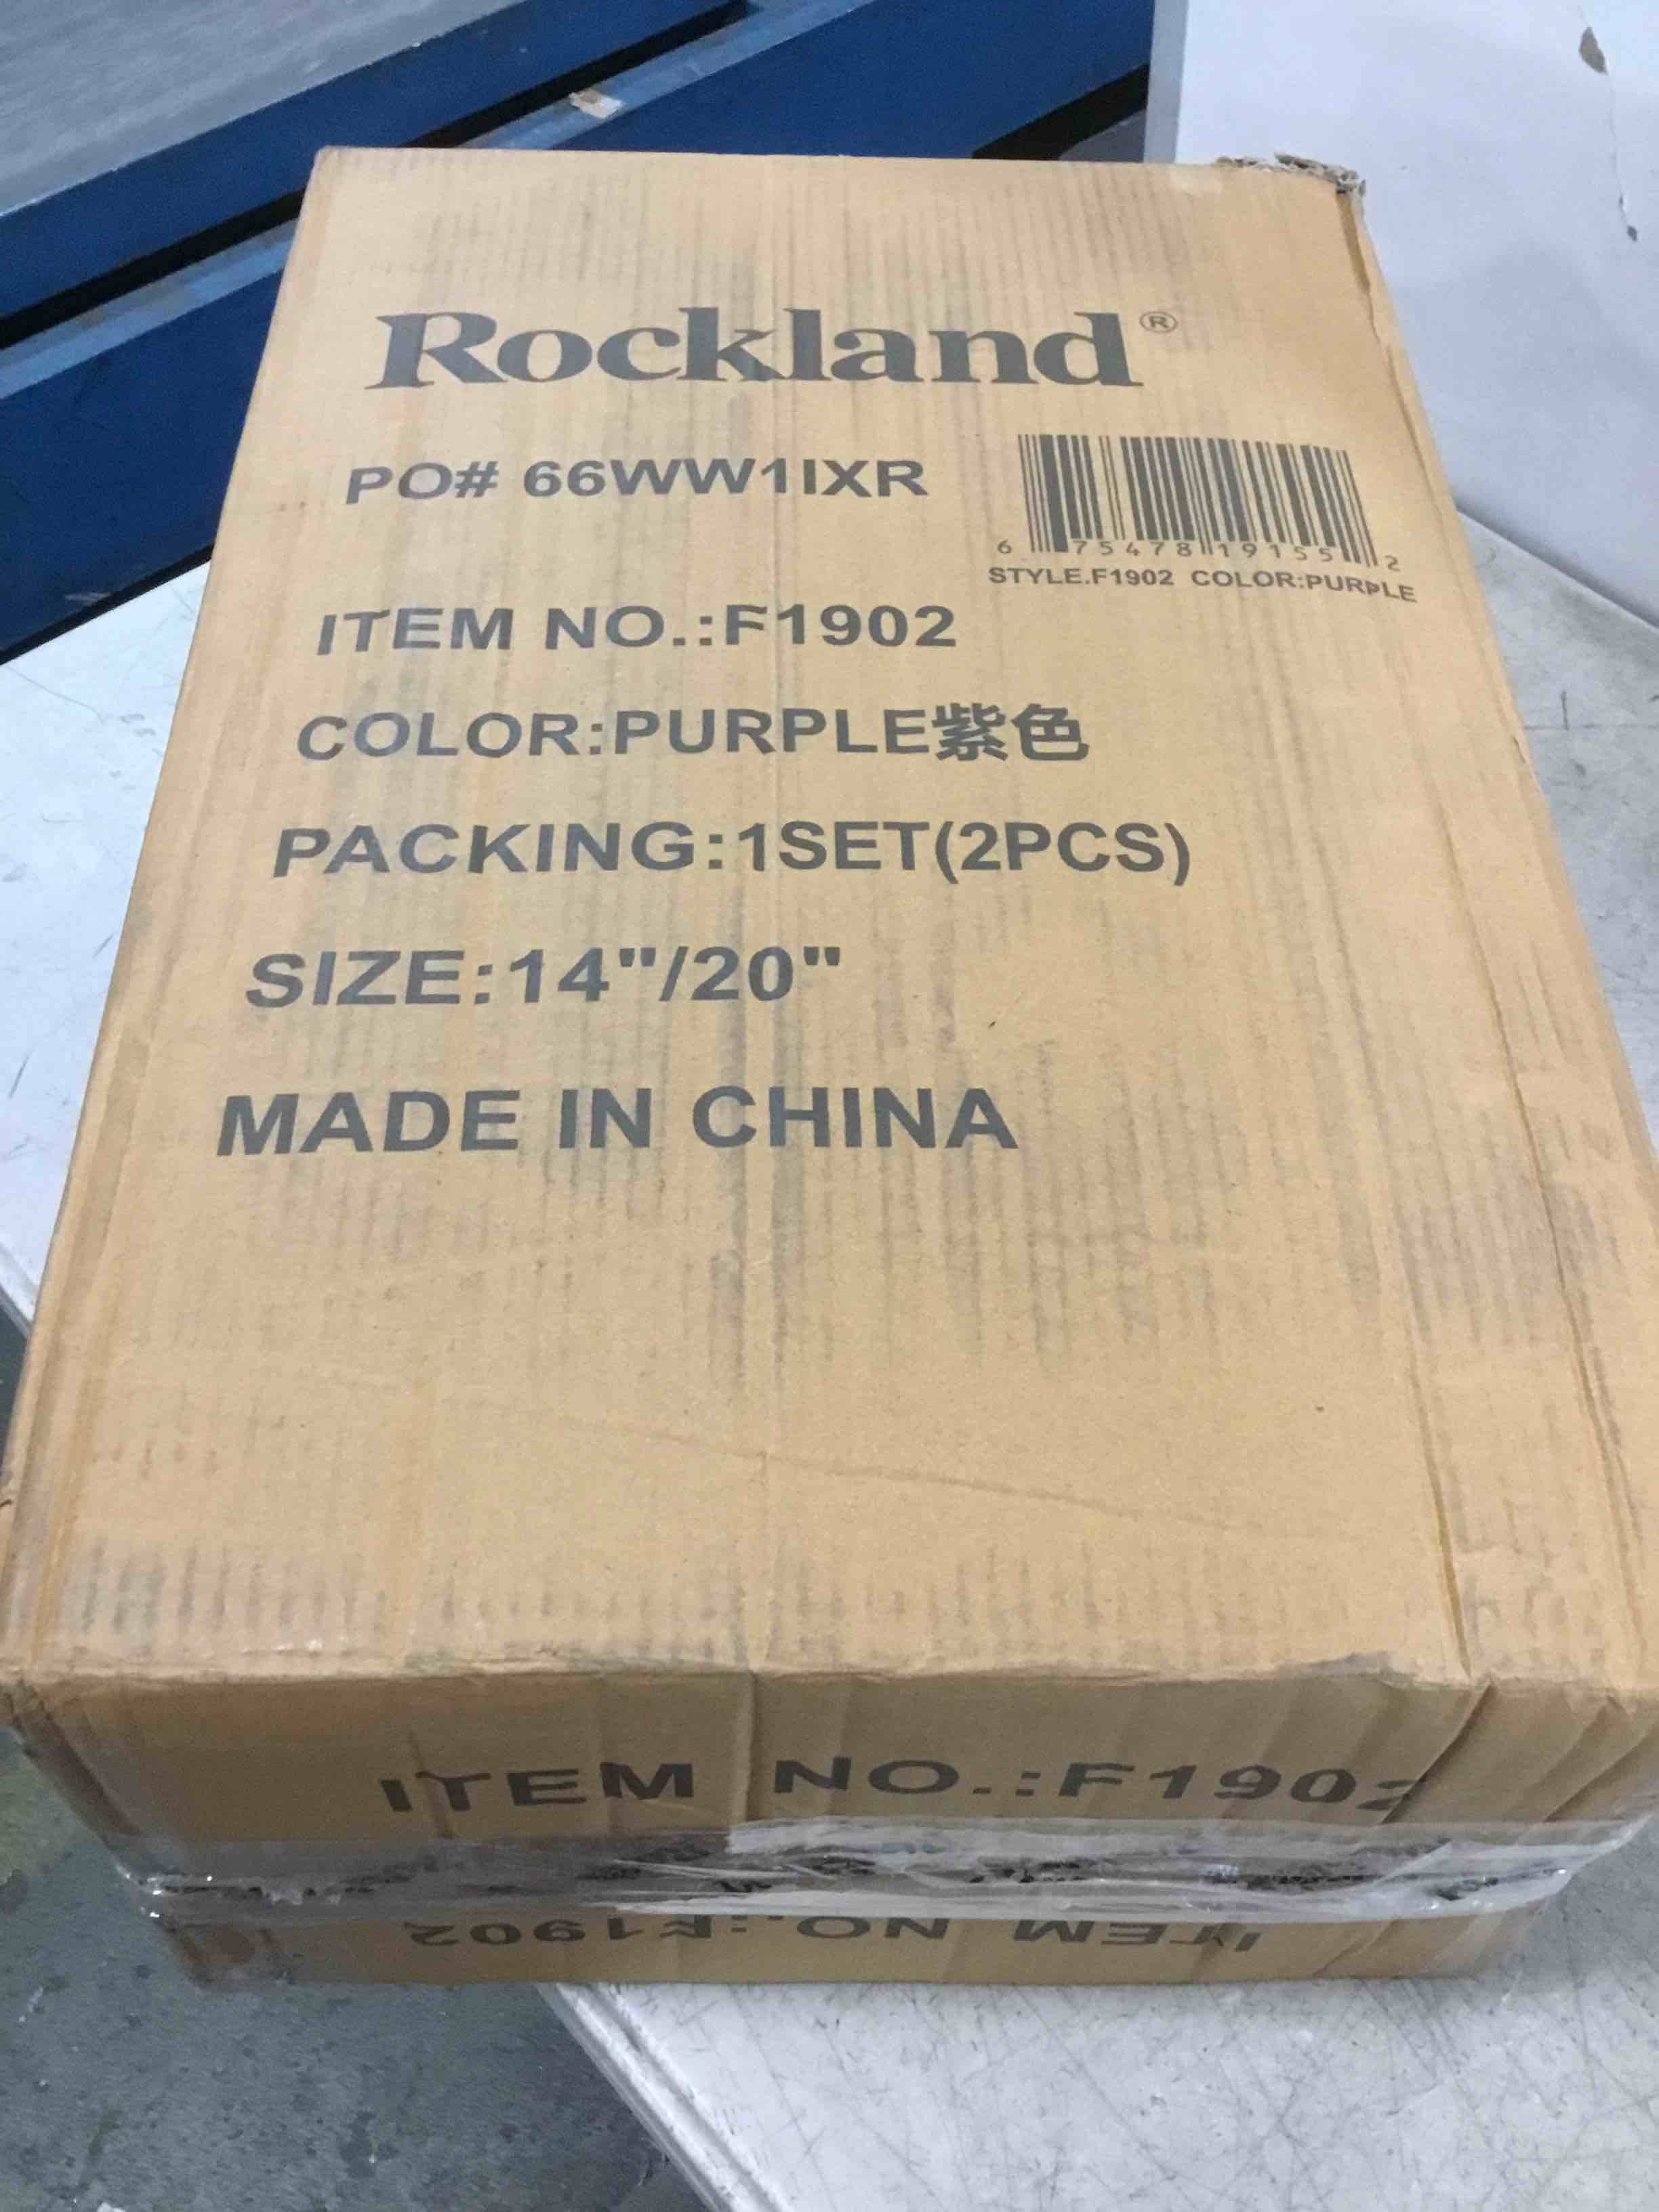 Rockland®
PO# 66WW1IXR
6 75478 19155 2
STYLE.F1902 COLOR:PURPLE
ITEM NO.:F1902
COLOR:PURPLE紫色
PACKING:1SET(2PCS)
SIZE:14"/20"
MADE IN CHINA
ITEM NO.:F1902
ITEM NO.:F1902